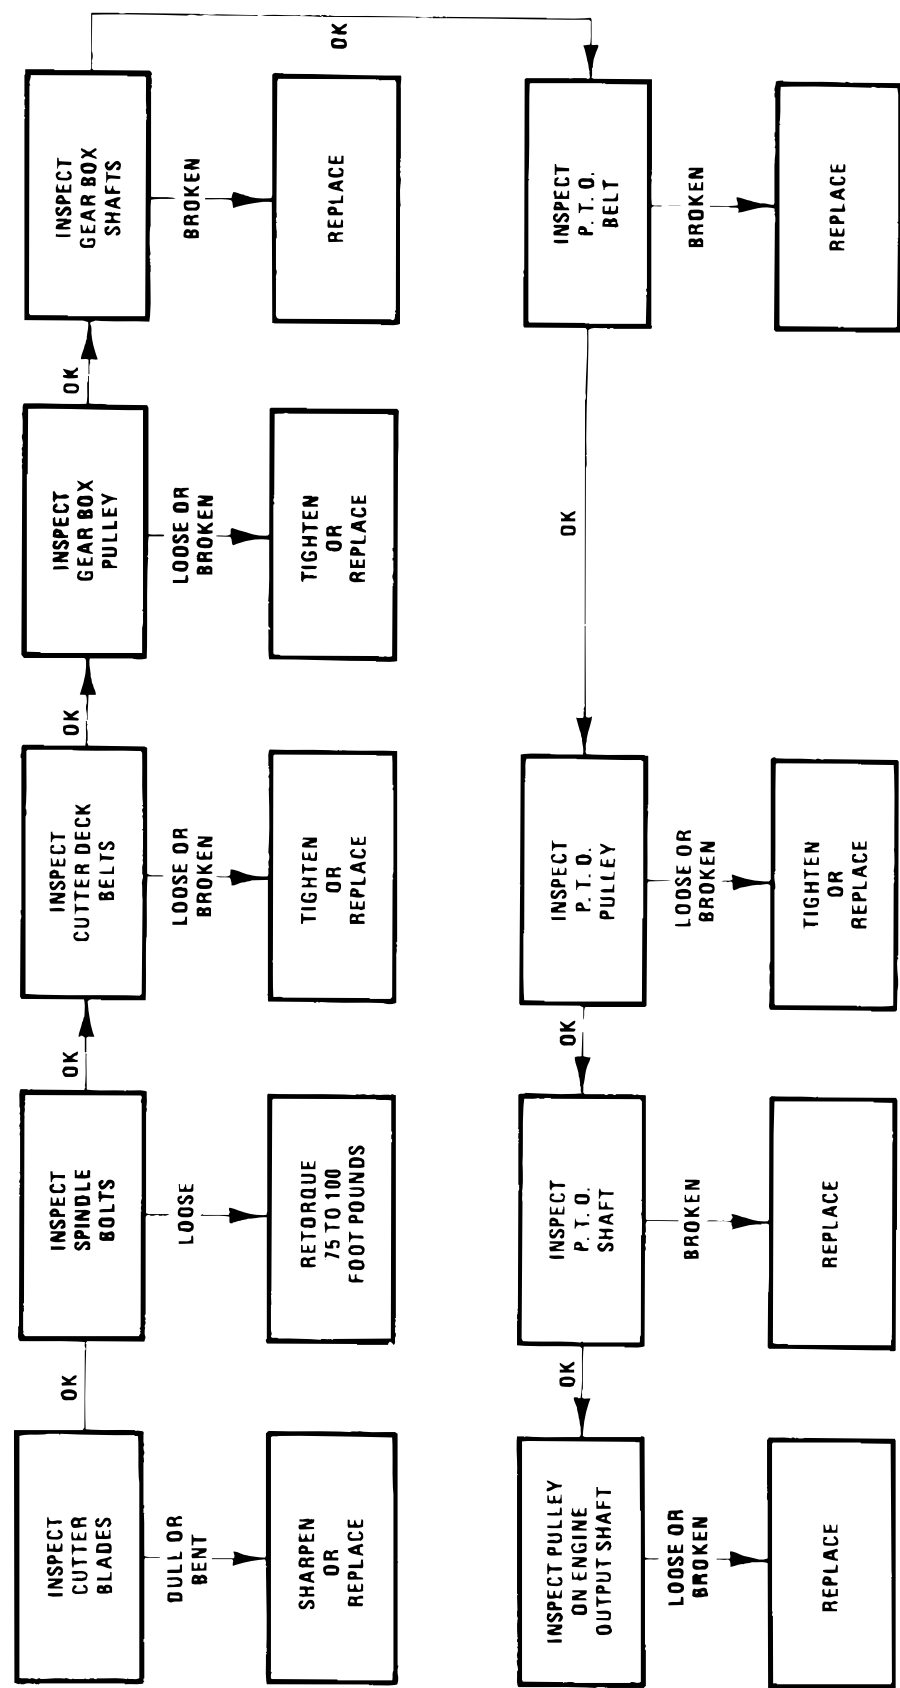 INSPECT
CUTTER
BLADES
OK
DULL OR
BENT
SHARPEN
OR
REPLACE
INSPECT
SPINDLE
BOLTS
OK
LOOSE
RETORQUE
75 TO 100
FOOT POUNDS
INSPECT
CUTTER DECK
BELTS
OK
LOOSE OR
BROKEN
TIGHTEN
OR
REPLACE
INSPECT
GEAR BOX
PULLEY
OK
LOOSE OR
BROKEN
TIGHTEN
OR
REPLACE
INSPECT
GEAR BOX
SHAFTS
OK
BROKEN
REPLACE
INSPECT
P. T. O.
BELT
OK
BROKEN
REPLACE
INSPECT
P. T. O.
PULLEY
OK
LOOSE OR
BROKEN
TIGHTEN
OR
REPLACE
INSPECT
P. T. O.
SHAFT
OK
BROKEN
REPLACE
INSPECT PULLEY
ON ENGINE
OUTPUT SHAFT
LOOSE OR
BROKEN
REPLACE